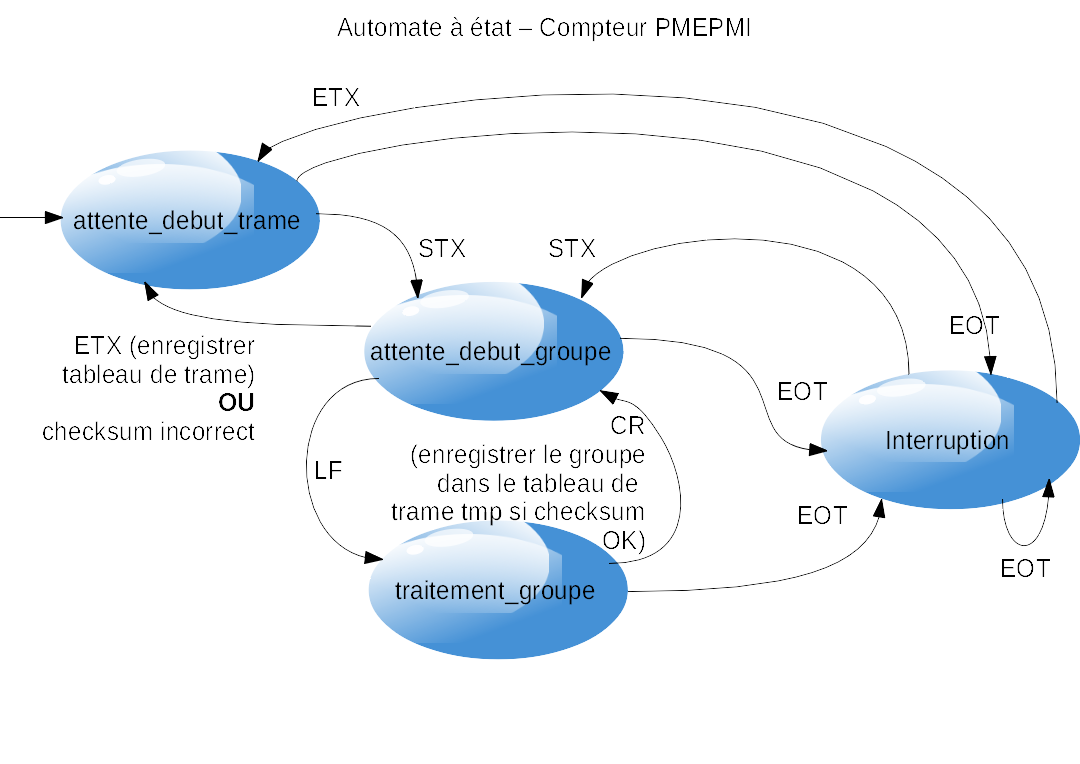 Automate à état – Compteur PMEPMI
ETX
attente_debut_trame
STX
STX
EOT
ETX (enregistrer
tableau de trame)
OU
checksum incorrect
attente_debut_groupe
EOT
CR
(enregistrer le groupe
dans le tableau de
trame tmp si checksum
OK)
Interruption
LF
EOT
EOT
traitement_groupe